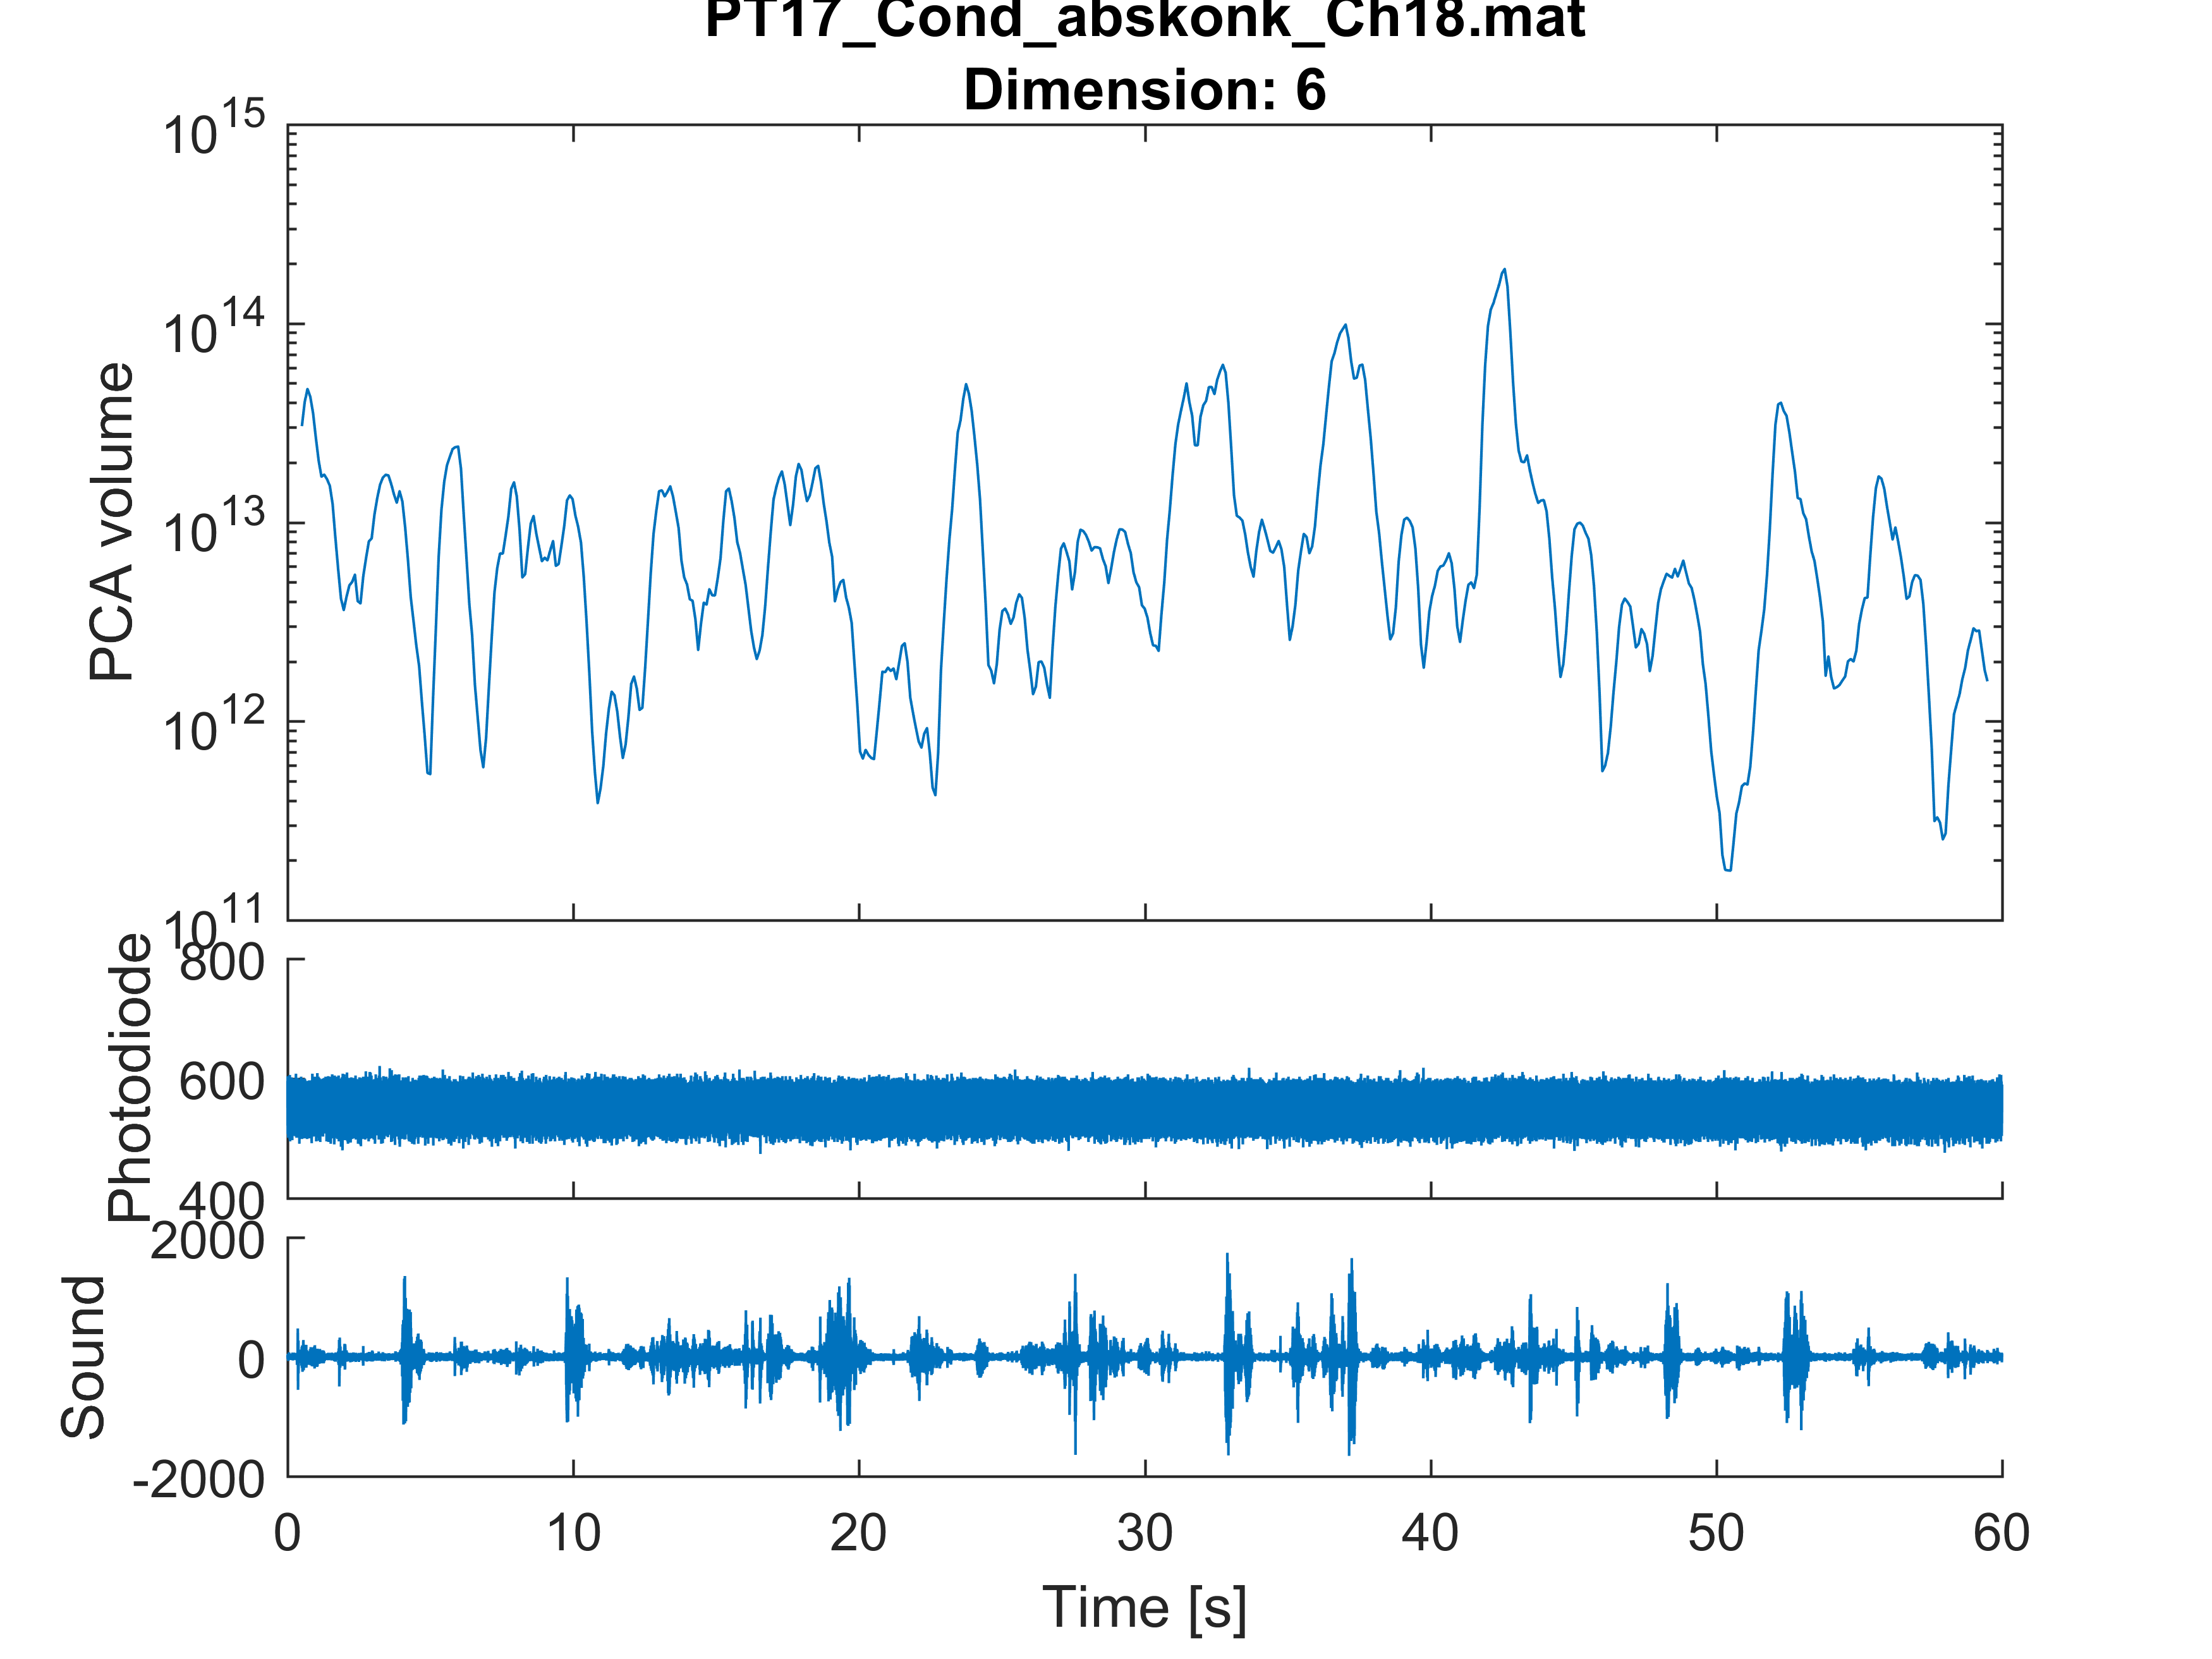 PT17_Cond_abskonk_Ch18.mat
Dimension: 6
10^15
10^14
10^13
10^12
10^11
PCA volume
800
600
400
Photodiode
2000
0
-2000
Sound
0 10 20 30 40 50 60
Time [s]